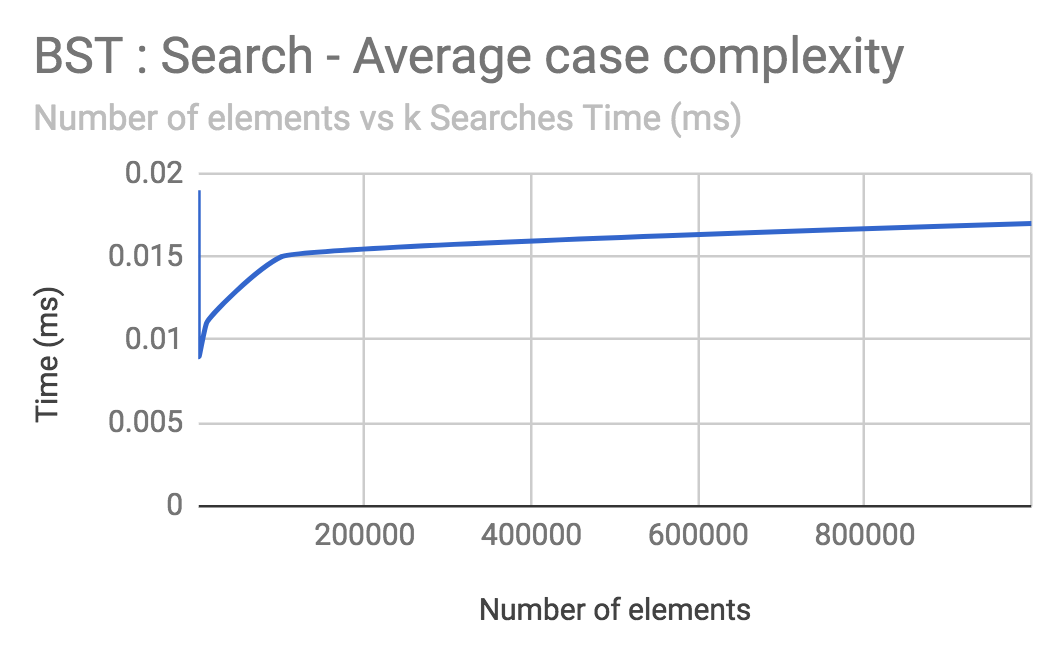 BST : Search - Average case complexity
Number of elements vs k Searches Time (ms)
0.02
0.015
0.01
0.005
0
Time (ms)
200000 400000 600000 800000
Number of elements